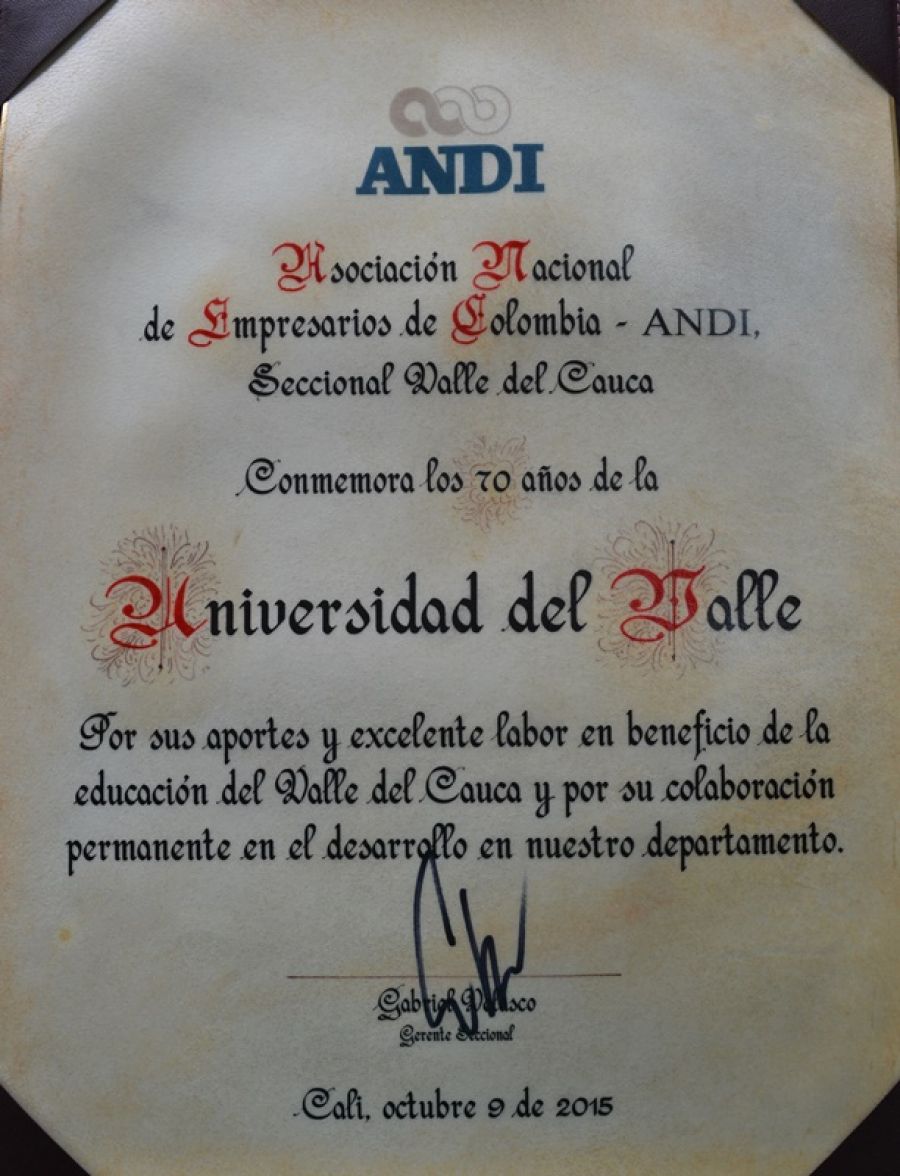 ANDI
Asociación Nacional
de Empresarios de Colombia - ANDI,
Seccional Valle del Cauca
Conmemora los 70 años de la
Universidad del Valle
Por sus aportes y excelente labor en beneficio de la
educación del Valle del Cauca y por su colaboración
permanente en el desarrollo en nuestro departamento.
Gabriel Velasco
Gerente Seccional
Cali, octubre 9 de 2015